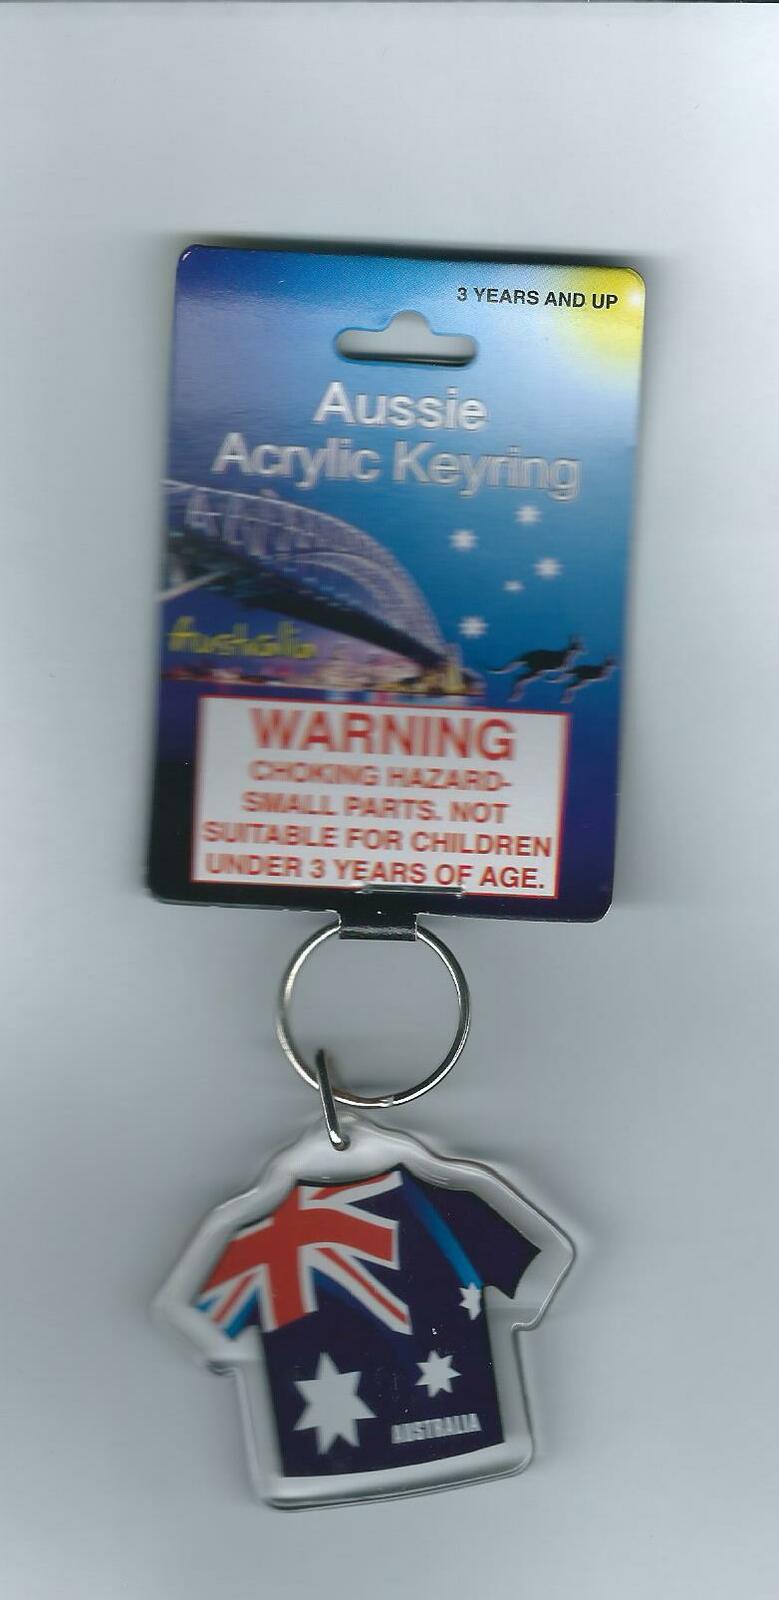 3 YEARS AND UP
Aussie
Acrylic Keyring
Australia
WARNING
CHOKING HAZARD-
SMALL PARTS. NOT
SUITABLE FOR CHILDREN
UNDER 3 YEARS OF AGE.
AUSTRALIA